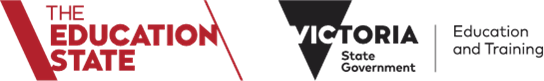 THE
EDUCATION
STATE
VICTORIA
State
Government
Education
and Training